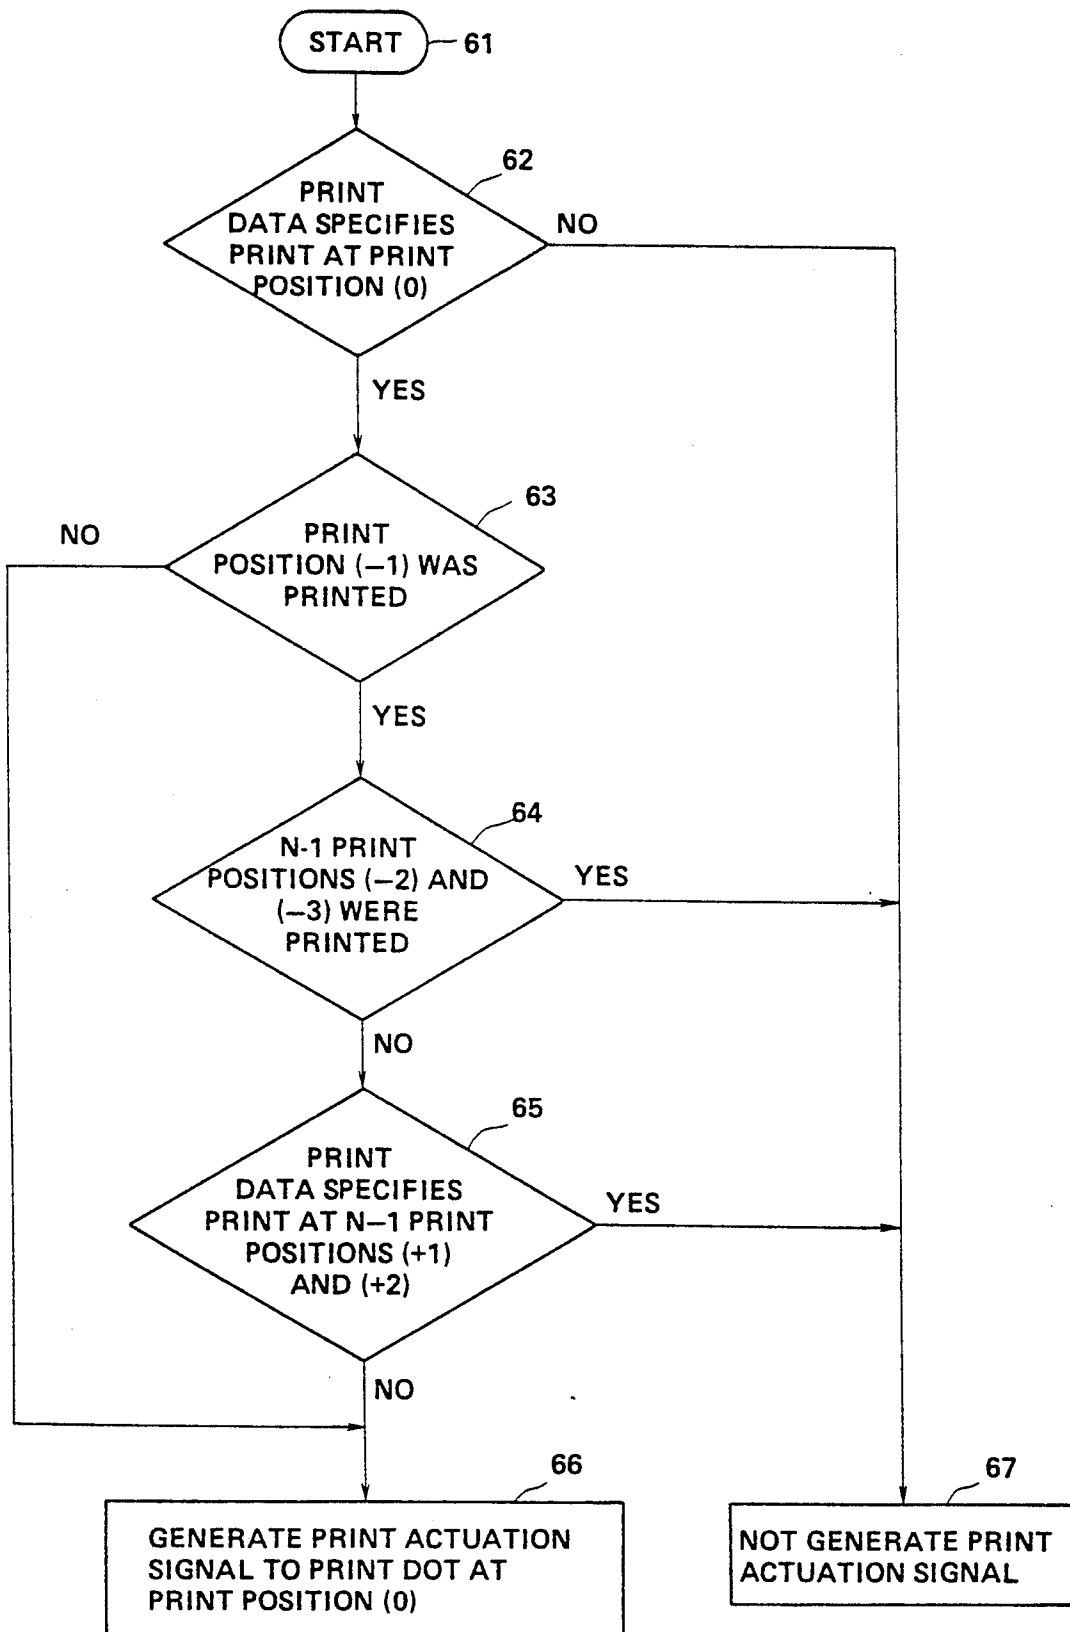 START
61
62
PRINT
DATA SPECIFIES
PRINT AT PRINT
POSITION (0)
NO
YES
63
PRINT
POSITION (−1) WAS
PRINTED
NO
YES
64
N-1 PRINT
POSITIONS (−2) AND
(−3) WERE
PRINTED
YES
NO
65
PRINT
DATA SPECIFIES
PRINT AT N−1 PRINT
POSITIONS (+1)
AND (+2)
YES
NO
66
GENERATE PRINT ACTUATION
SIGNAL TO PRINT DOT AT
PRINT POSITION (0)
67
NOT GENERATE PRINT
ACTUATION SIGNAL